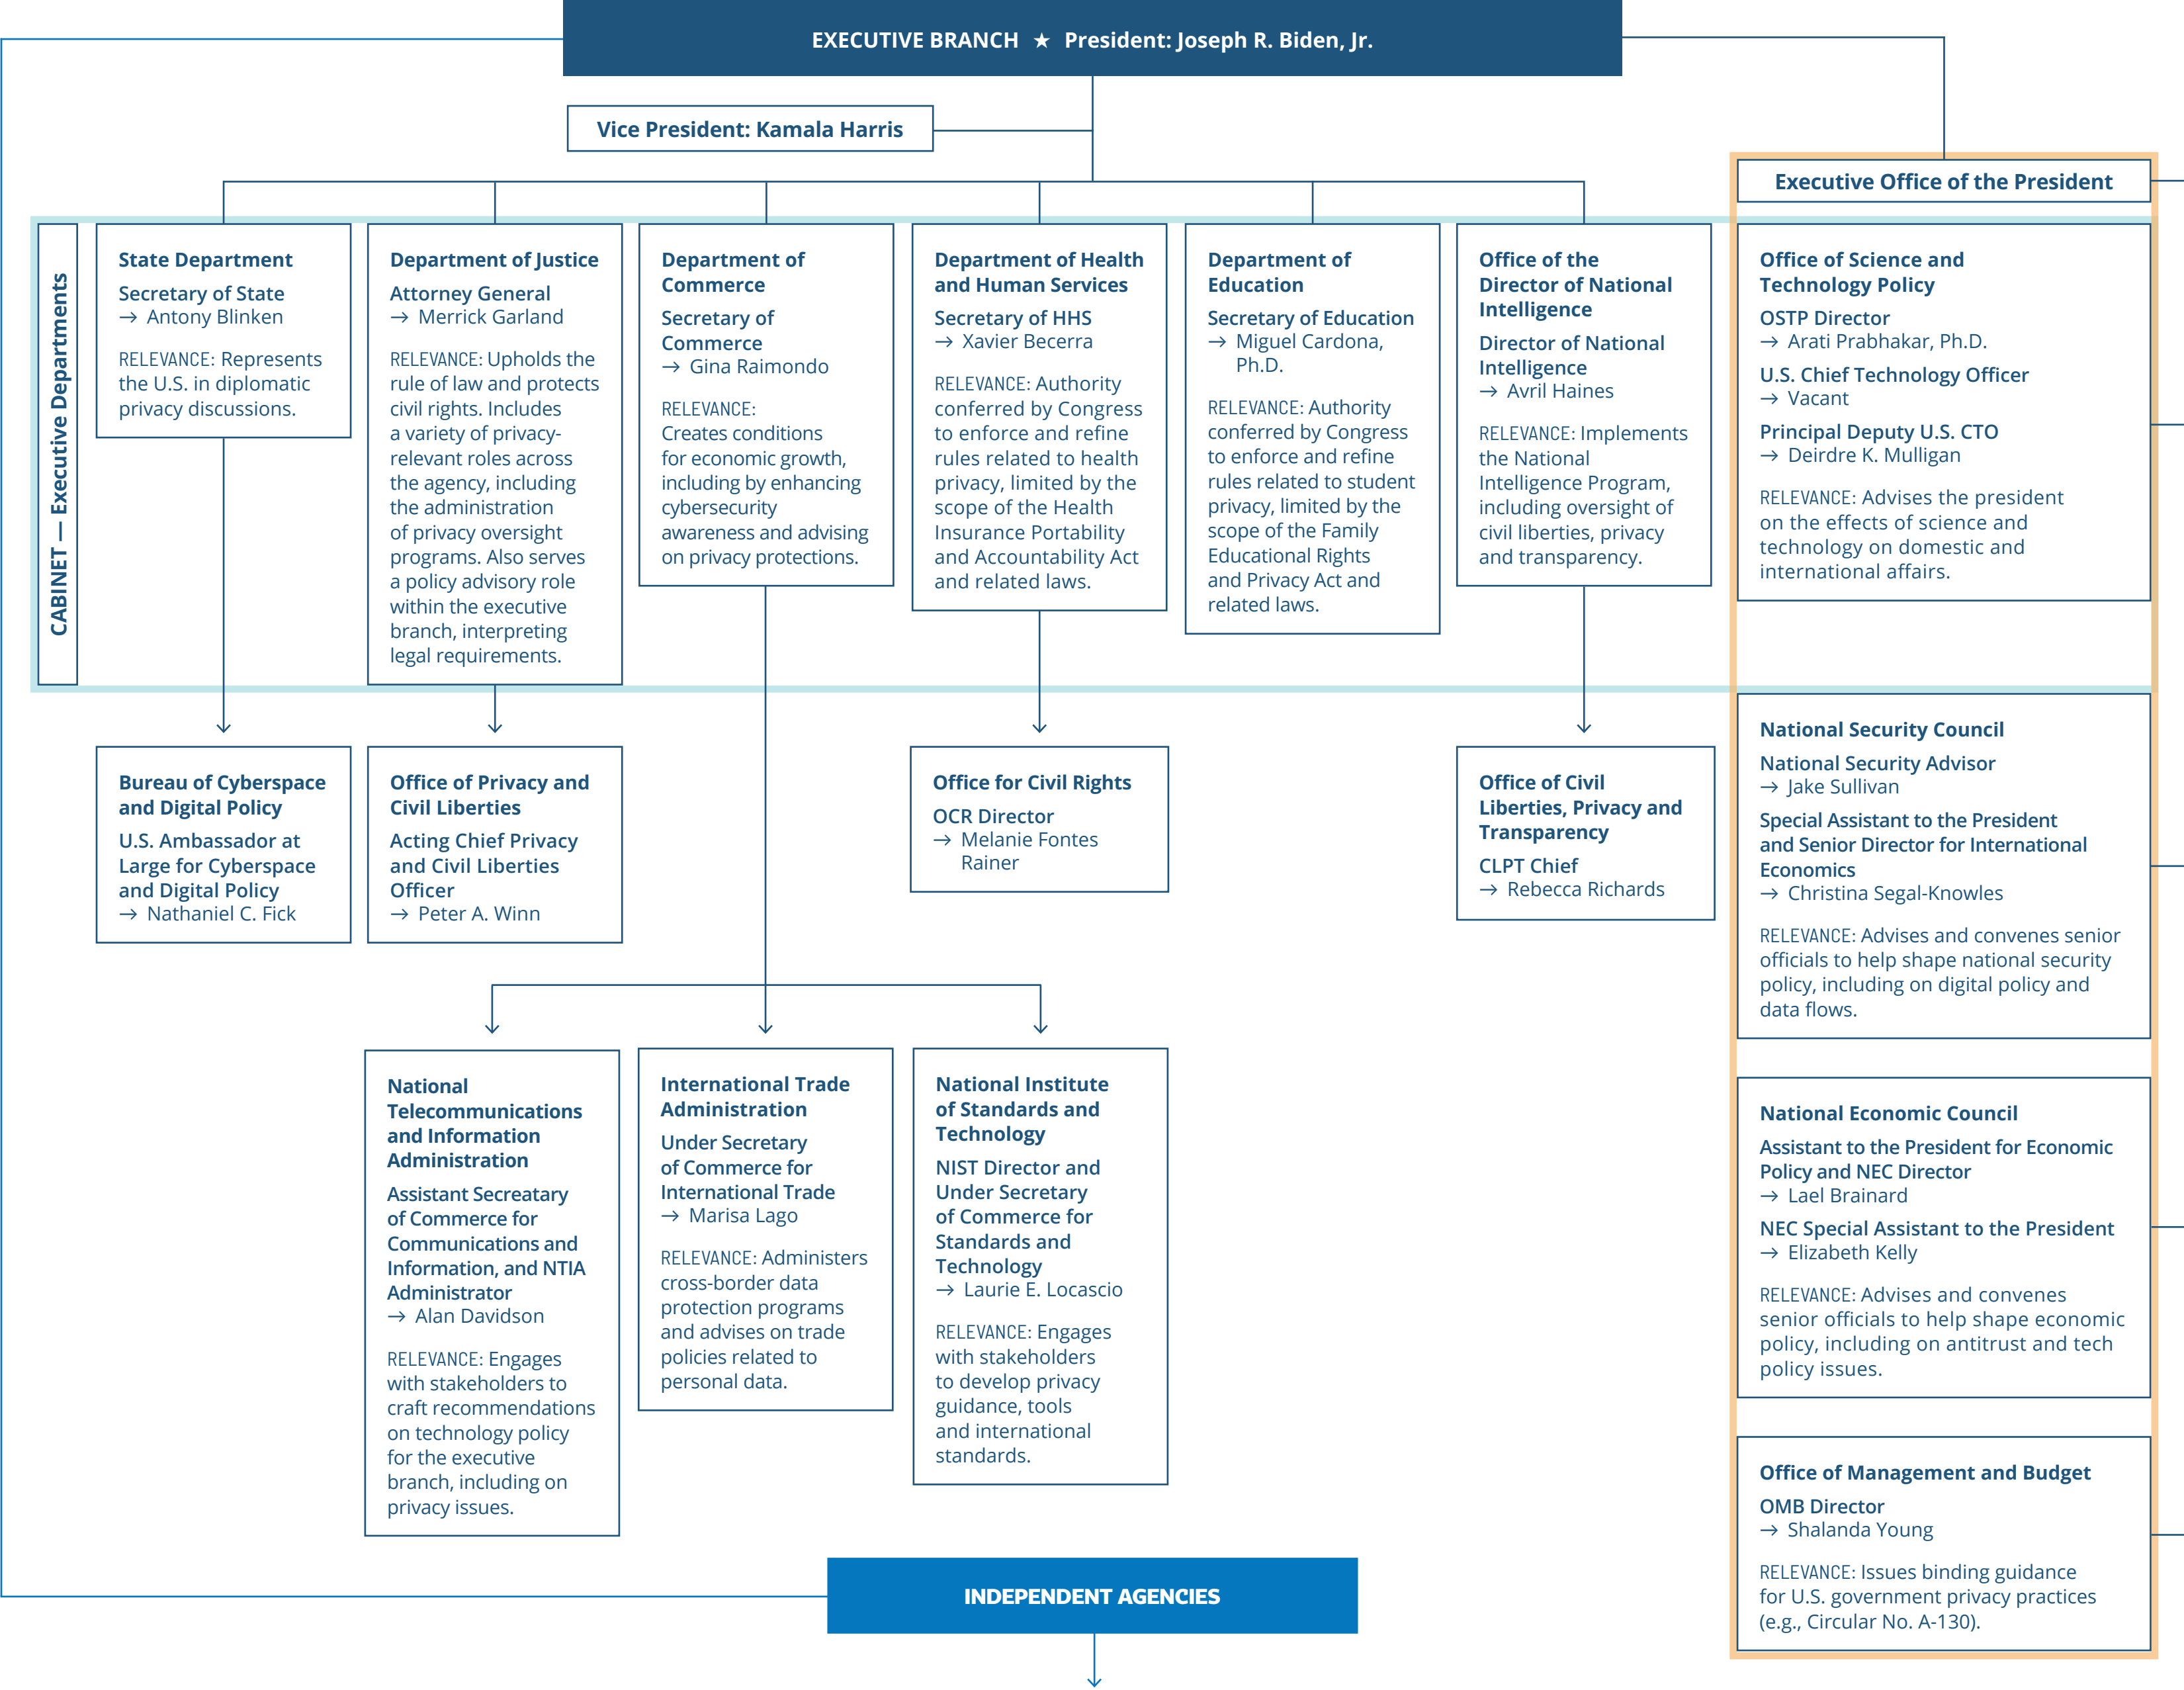 EXECUTIVE BRANCH ★ President: Joseph R. Biden, Jr.
Vice President: Kamala Harris
Executive Office of the President
CABINET — Executive Departments
State Department
Secretary of State
→ Antony Blinken
RELEVANCE: Represents
the U.S. in diplomatic
privacy discussions.
Department of Justice
Attorney General
→ Merrick Garland
RELEVANCE: Upholds the
rule of law and protects
civil rights. Includes
a variety of privacy-
relevant roles across
the agency, including
the administration
of privacy oversight
programs. Also serves
a policy advisory role
within the executive
branch, interpreting
legal requirements.
Department of
Commerce
Secretary of
Commerce
→ Gina Raimondo
RELEVANCE:
Creates conditions
for economic growth,
including by enhancing
cybersecurity
awareness and advising
on privacy protections.
Department of Health
and Human Services
Secretary of HHS
→ Xavier Becerra
RELEVANCE: Authority
conferred by Congress
to enforce and refine
rules related to health
privacy, limited by the
scope of the Health
Insurance Portability
and Accountability Act
and related laws.
Department of
Education
Secretary of Education
→ Miguel Cardona,
Ph.D.
RELEVANCE: Authority
conferred by Congress
to enforce and refine
rules related to student
privacy, limited by the
scope of the Family
Educational Rights
and Privacy Act and
related laws.
Office of the
Director of National
Intelligence
Director of National
Intelligence
→ Avril Haines
RELEVANCE: Implements
the National
Intelligence Program,
including oversight of
civil liberties, privacy
and transparency.
Office of Science and
Technology Policy
OSTP Director
→ Arati Prabhakar, Ph.D.
U.S. Chief Technology Officer
→ Vacant
Principal Deputy U.S. CTO
→ Deirdre K. Mulligan
RELEVANCE: Advises the president
on the effects of science and
technology on domestic and
international affairs.
Bureau of Cyberspace
and Digital Policy
U.S. Ambassador at
Large for Cyberspace
and Digital Policy
→ Nathaniel C. Fick
Office of Privacy and
Civil Liberties
Acting Chief Privacy
and Civil Liberties
Officer
→ Peter A. Winn
Office for Civil Rights
OCR Director
→ Melanie Fontes
Rainer
Office of Civil
Liberties, Privacy and
Transparency
CLPT Chief
→ Rebecca Richards
National Security Council
National Security Advisor
→ Jake Sullivan
Special Assistant to the President
and Senior Director for International
Economics
→ Christina Segal-Knowles
RELEVANCE: Advises and convenes senior
officials to help shape national security
policy, including on digital policy and
data flows.
National
Telecommunications
and Information
Administration
Assistant Secreatary
of Commerce for
Communications and
Information, and NTIA
Administrator
→ Alan Davidson
RELEVANCE: Engages
with stakeholders to
craft recommendations
on technology policy
for the executive
branch, including on
privacy issues.
International Trade
Administration
Under Secretary
of Commerce for
International Trade
→ Marisa Lago
RELEVANCE: Administers
cross-border data
protection programs
and advises on trade
policies related to
personal data.
National Institute
of Standards and
Technology
NIST Director and
Under Secretary
of Commerce for
Standards and
Technology
→ Laurie E. Locascio
RELEVANCE: Engages
with stakeholders
to develop privacy
guidance, tools
and international
standards.
National Economic Council
Assistant to the President for Economic
Policy and NEC Director
→ Lael Brainard
NEC Special Assistant to the President
→ Elizabeth Kelly
RELEVANCE: Advises and convenes
senior officials to help shape economic
policy, including on antitrust and tech
policy issues.
Office of Management and Budget
OMB Director
→ Shalanda Young
RELEVANCE: Issues binding guidance
for U.S. government privacy practices
(e.g., Circular No. A-130).
INDEPENDENT AGENCIES